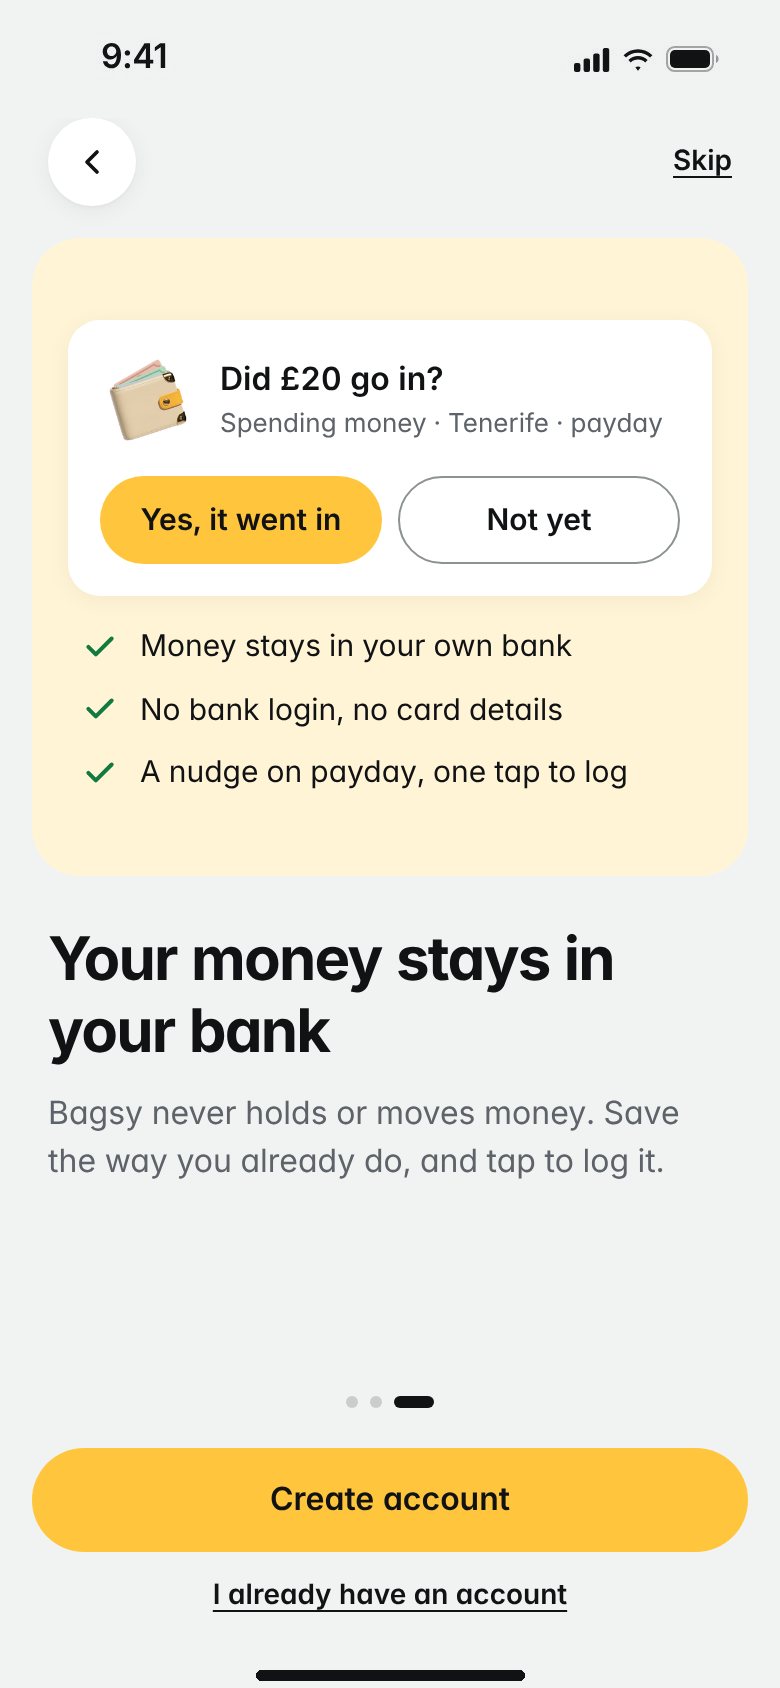 9:41
Skip
Did £20 go in?
Spending money · Tenerife · payday
Yes, it went in
Not yet
Money stays in your own bank
No bank login, no card details
A nudge on payday, one tap to log
Your money stays in
your bank
Bagsy never holds or moves money. Save
the way you already do, and tap to log it.
Create account
I already have an account